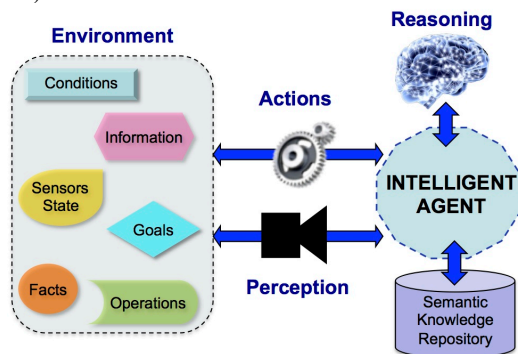 Reasoning
Environment
Conditions
Actions
Information
Sensors
State
INTELLIGENT
AGENT
Goals
Facts
Operations
Perception
Semantic
Knowledge
Repository